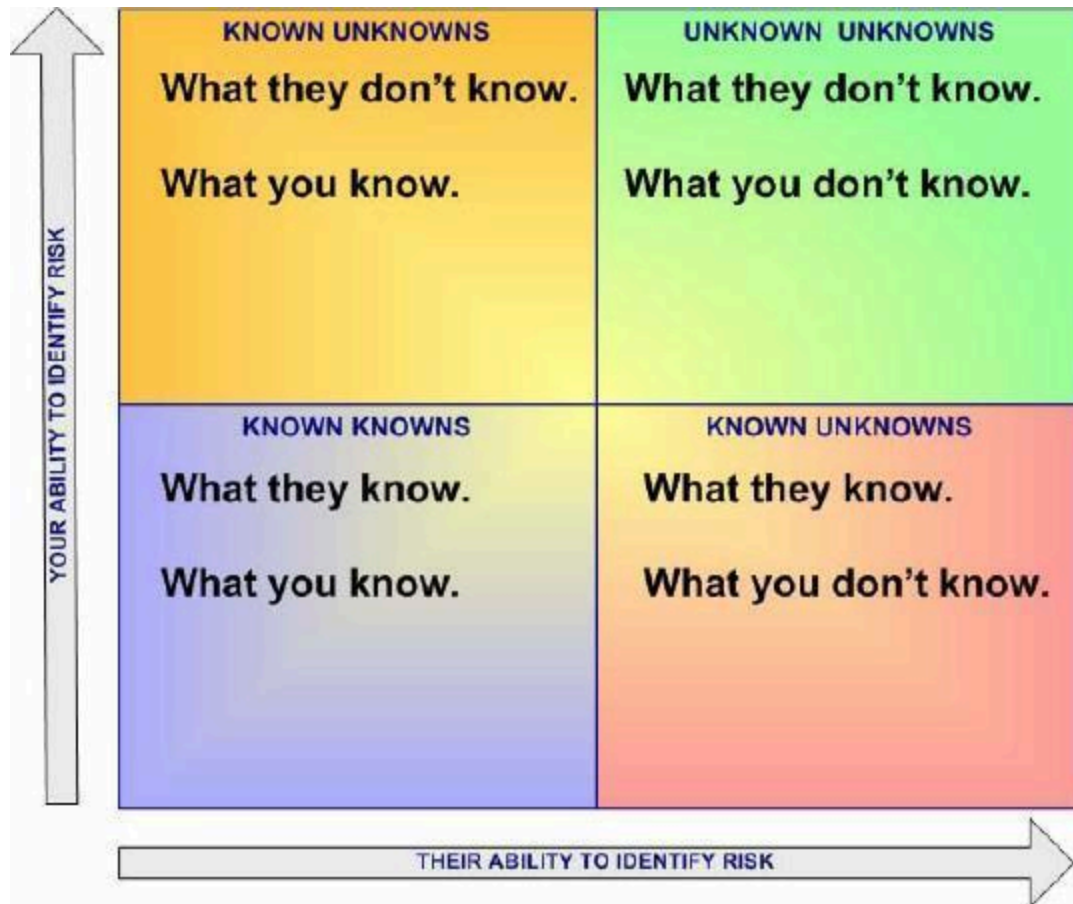 KNOWN UNKNOWNS
What they don't know.
What you know.
UNKNOWN UNKNOWNS
What they don't know.
What you don't know.
KNOWN KNOWNS
What they know.
What you know.
KNOWN UNKNOWNS
What they know.
What you don't know.
YOUR ABILITY TO IDENTIFY RISK
THEIR ABILITY TO IDENTIFY RISK